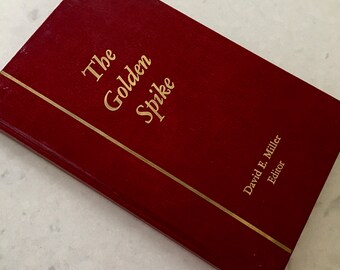 The
Golden
Spike
David E. Miller
Editor